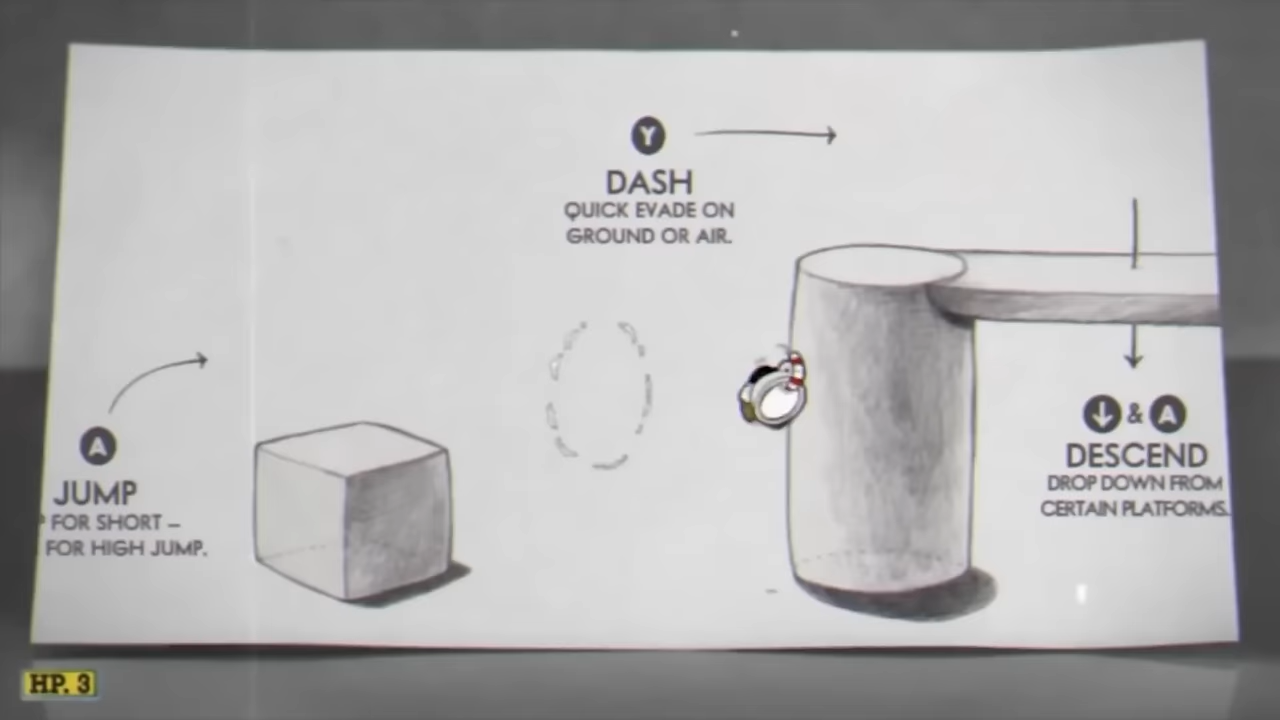 Y
DASH
QUICK EVADE ON
GROUND OR AIR.
A
JUMP
FOR SHORT –
FOR HIGH JUMP.
↓ & A
DESCEND
DROP DOWN FROM
CERTAIN PLATFORMS.
HP. 3